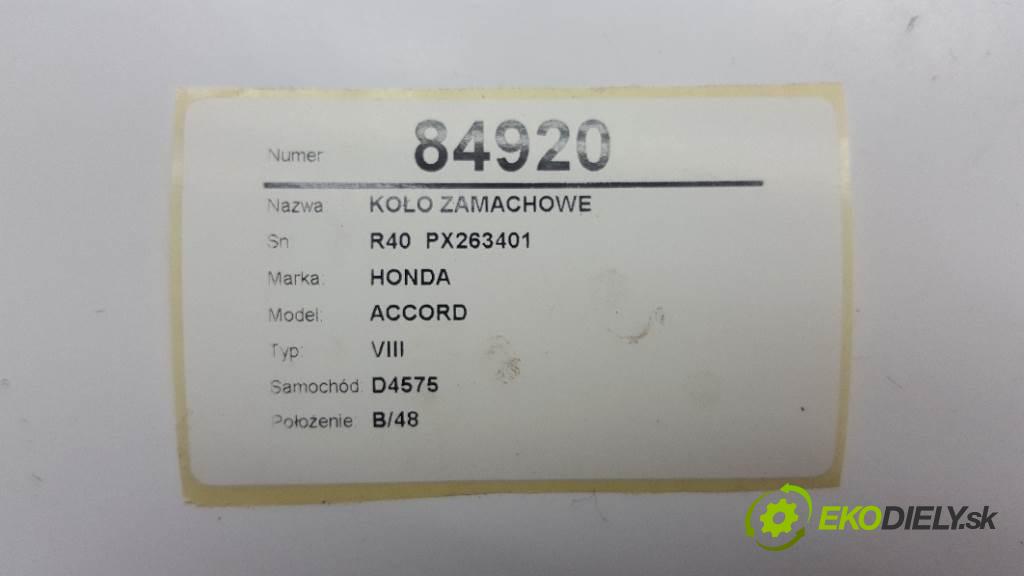 Numer 84920
Nazwa KOŁO ZAMACHOWE
Sn R40 PX263401
Marka: HONDA
Model: ACCORD
Typ: VIII
Samochód: D4575
Położenie: B/48
EKODIELY.sk